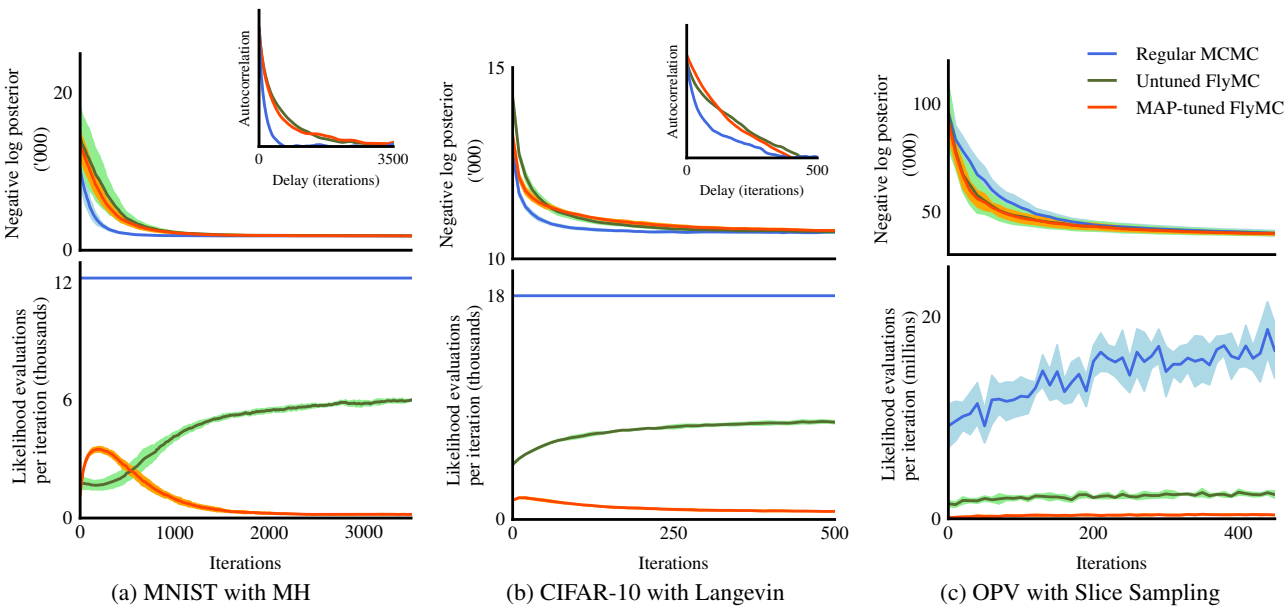 Negative log posterior
('000)
20
0
Autocorrelation
0
3500
Delay (iterations)
Negative log posterior
('000)
15
10
Autocorrelation
0
500
Delay (iterations)
Negative log posterior
('000)
100
50
Regular MCMC
Untuned FlyMC
MAP-tuned FlyMC
Likelihood evaluations
per iteration (thousands)
12
6
0
1000
2000
3000
Iterations
Likelihood evaluations
per iteration (thousands)
18
0
0
250
500
Iterations
Likelihood evaluations
per iteration (millions)
20
0
200
400
Iterations
(a) MNIST with MH
(b) CIFAR-10 with Langevin
(c) OPV with Slice Sampling